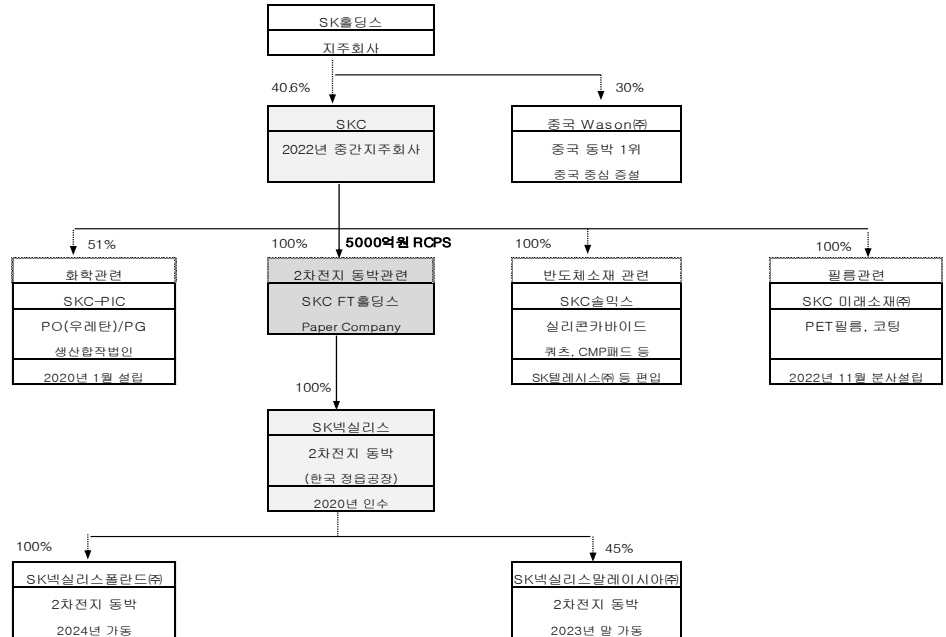 SK홀딩스
지주회사
40.6%
30%
SKC
2022년 중간지주회사
중국 Wason㈜
중국 동박 1위
중국 중심 증설
51%
100%
5000억원 RCPS
100%
100%
화학관련
SKC-PIC
PO(우레탄)/PG
생산합작법인
2020년 1월 설립
2차전지 동박관련
SKC FT홀딩스
Paper Company
반도체소재 관련
SKC솔믹스
실리콘카바이드
쿼츠, CMP패드 등
SK텔레시스㈜ 등 편입
필름관련
SKC 미래소재㈜
PET필름, 코팅
2022년 11월 분사설립
100%
SK넥실리스
2차전지 동박
(한국 정읍공장)
2020년 인수
100%
45%
SK넥실리스폴란드㈜
2차전지 동박
2024년 가동
SK넥실리스말레이시아㈜
2차전지 동박
2023년 말 가동